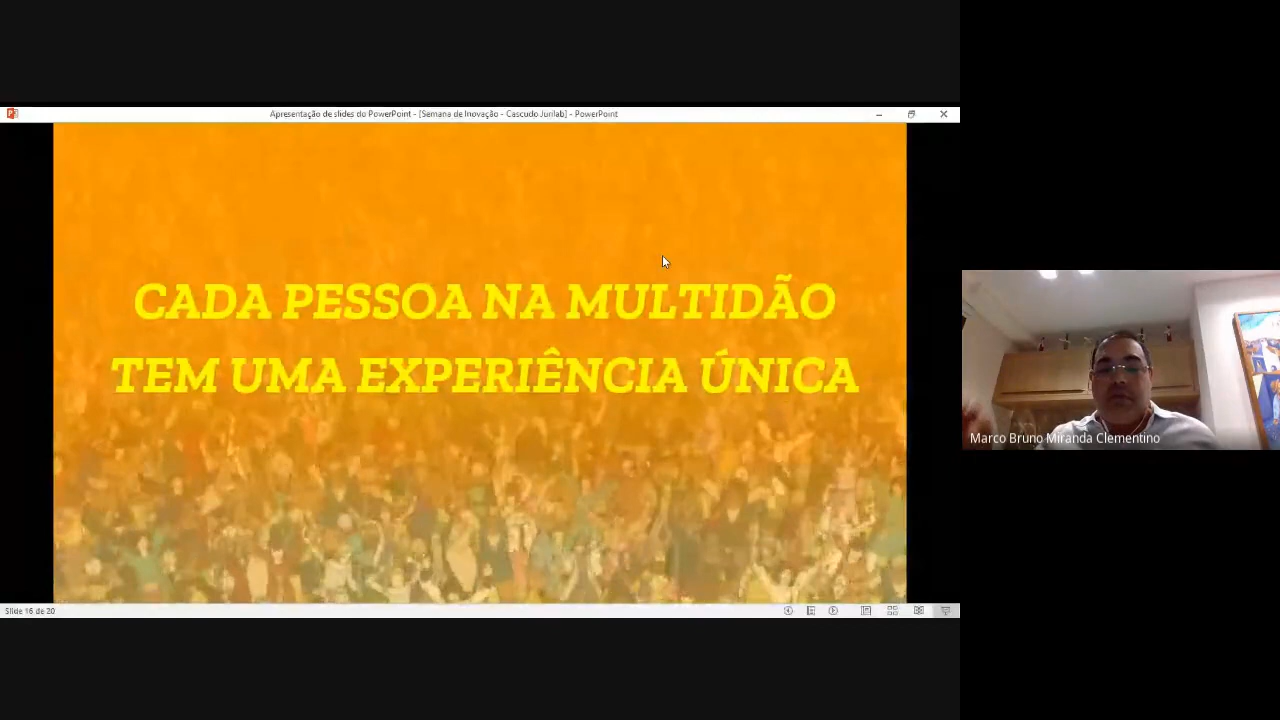 Apresentação de slides do PowerPoint - [Semana de Inovação - Cascudo Jurilab] - PowerPoint
CADA PESSOA NA MULTIDÃO
TEM UMA EXPERIÊNCIA ÚNICA
Marco Bruno Miranda Clementino
Slide 16 de 20